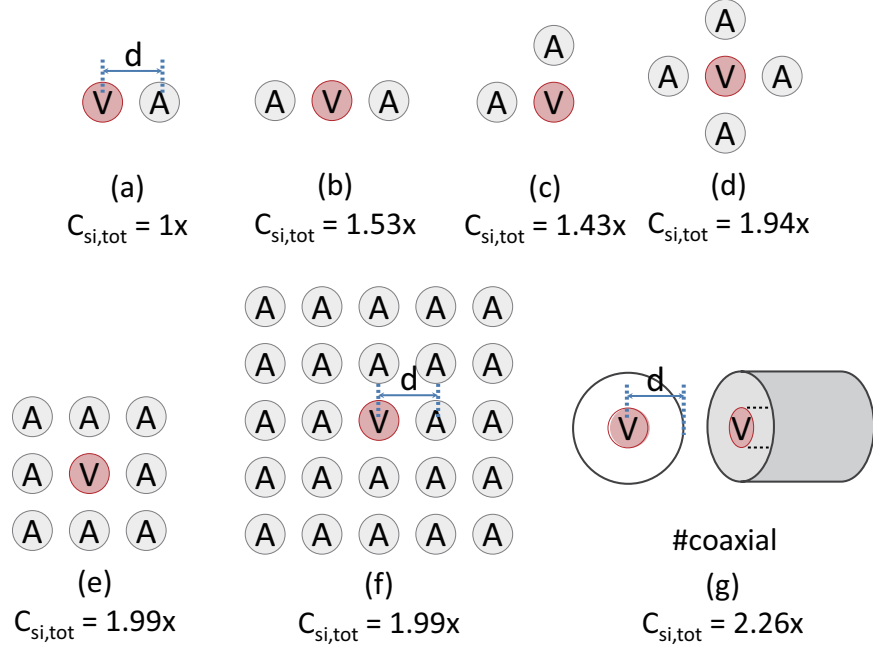 d
V A
(a)
C_si,tot = 1x
A V A
(b)
C_si,tot = 1.53x
A
A V
(c)
C_si,tot = 1.43x
A
A V A
A
(d)
C_si,tot = 1.94x
A A A
A V A
A A A
(e)
C_si,tot = 1.99x
A A A A A
A A A A A
d
A A V A A
A A A A A
A A A A A
(f)
C_si,tot = 1.99x
d
V V
#coaxial
(g)
C_si,tot = 2.26x